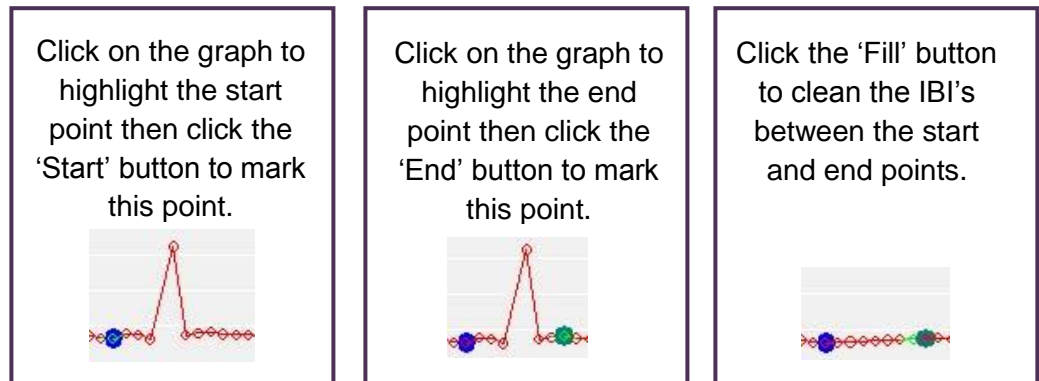 Click on the graph to
highlight the start
point then click the
‘Start’ button to mark
this point.
Click on the graph to
highlight the end
point then click the
‘End’ button to mark
this point.
Click the ‘Fill’ button
to clean the IBI’s
between the start
and end points.